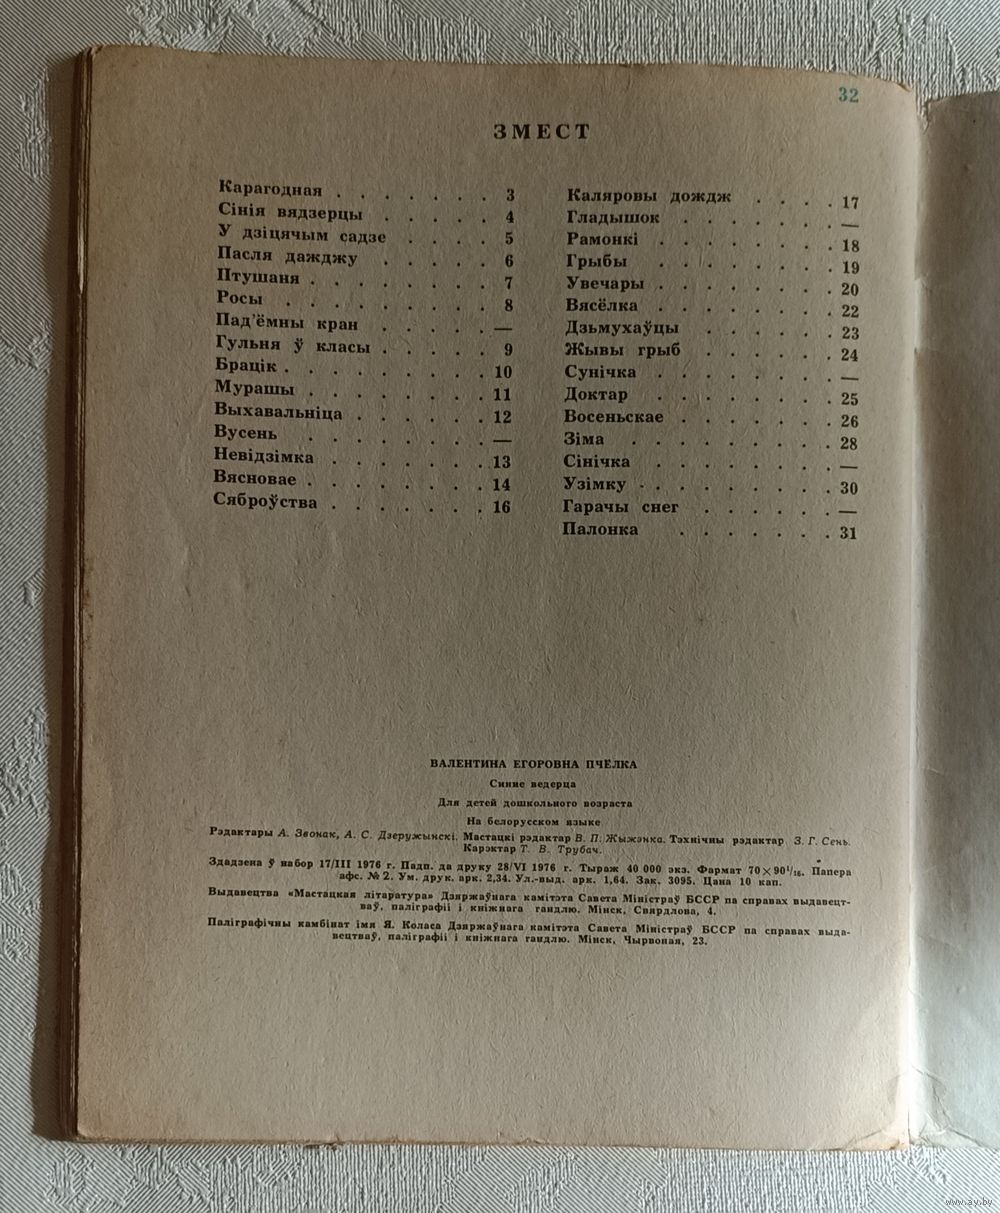 32
ЗМЕСТ
Карагодная . . . . . . . 3
Сінія вядзерцы . . . . . 4
У дзіцячым садзе . . . . 5
Пасля дажджу . . . . . 6
Птушаня . . . . . . . . 7
Росы . . . . . . . . . 8
Пад'ёмны кран . . . . . —
Гульня ў класы . . . . . 9
Брацік . . . . . . . . . 10
Мурашы . . . . . . . . 11
Выхавальніца . . . . . . 12
Вусень . . . . . . . . —
Невідзімка . . . . . . . 13
Вясновае . . . . . . . . 14
Сяброўства . . . . . . . 16
Каляровы дождж . . . . 17
Гладышок . . . . . . . —
Рамонкі . . . . . . . . 18
Грыбы . . . . . . . . 19
Увечары . . . . . . . . 20
Вясёлка . . . . . . . . 22
Дзьмухаўцы . . . . . . 23
Жывы грыб . . . . . . 24
Сунічка . . . . . . . . —
Доктар . . . . . . . . 25
Восеньскае . . . . . . . 26
Зіма . . . . . . . . . 28
Сінічка . . . . . . . . —
Узімку . . . . . . . . . 30
Гарачы снег . . . . . . —
Палонка . . . . . . . 31
ВАЛЕНТИНА ЕГОРОВНА ПЧЁЛКА
Синие ведерца
Для детей дошкольного возраста
На белорусском языке
Рэдактары А. Звонак, А. С. Дзеружынскі. Мастацкі рэдактар В. П. Жыжэнка. Тэхнічны рэдактар З. Г. Сень.
Карэктар Т. В. Трубач.
Здадзена ў набор 17/III 1976 г. Падп. да друку 28/VI 1976 г. Тыраж 40 000 экз. Фармат 70×90¹/₁₆. Папера
афс. № 2. Ум. друк. арк. 2,34. Ул.-выд. арк. 1,64. Зак. 3095. Цана 10 кап.
Выдавецтва «Мастацкая літаратура» Дзяржаўнага камітэта Савета Міністраў БССР па справах выдавецт-
ваў, паліграфіі і кніжнага гандлю. Мінск, Свярдлова, 4.
Паліграфічны камбінат імя Я. Коласа Дзяржаўнага камітэта Савета Міністраў БССР па справах выда-
вецтваў, паліграфіі і кніжнага гандлю. Мінск, Чырвоная, 23.
www.ay.by